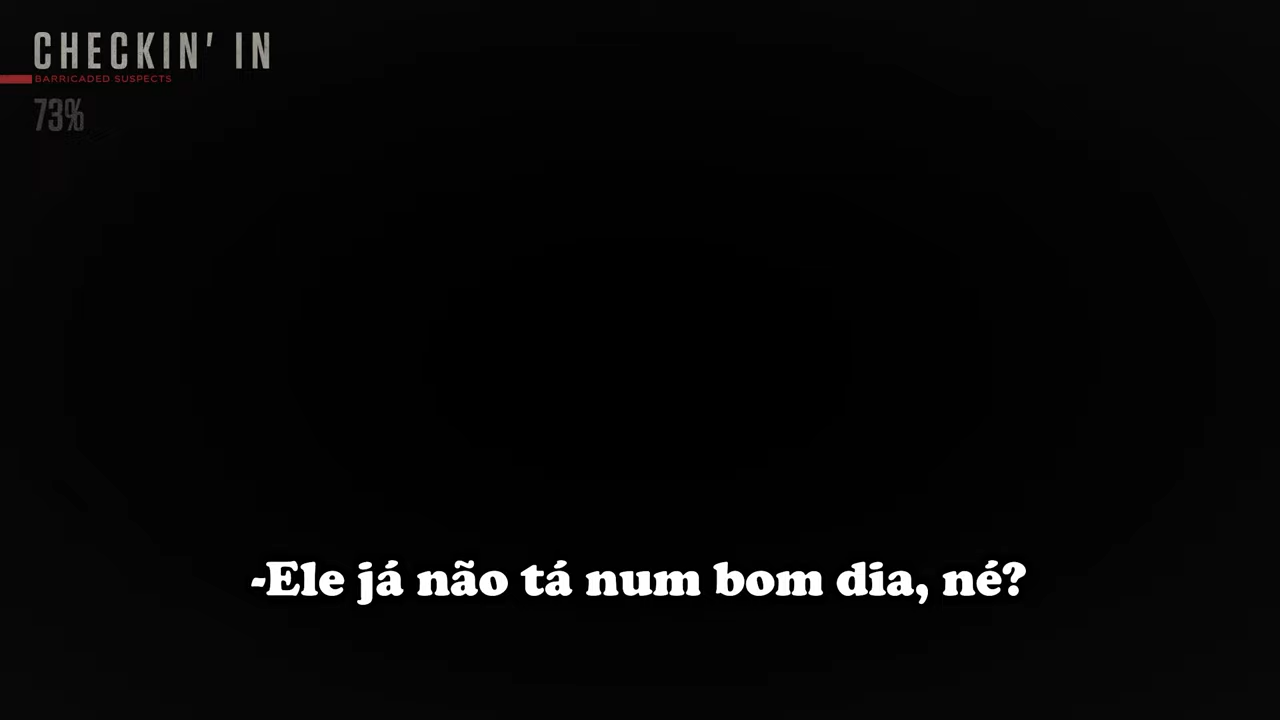 CHECKIN' IN
BARRICADED SUSPECTS
73%
-Ele já não tá num bom dia, né?